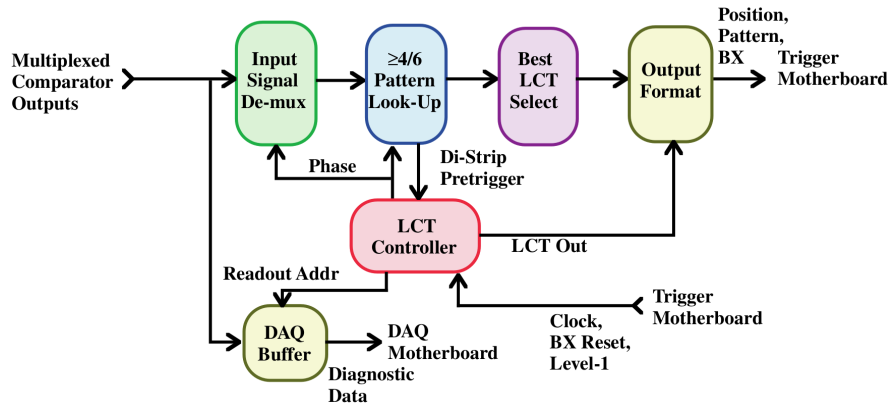 Multiplexed
Comparator
Outputs
Input
Signal
De-mux
≥4/6
Pattern
Look-Up
Best
LCT
Select
Output
Format
Position,
Pattern,
BX
Trigger
Motherboard
Phase
Di-Strip
Pretrigger
LCT
Controller
LCT Out
Readout Addr
DAQ
Buffer
DAQ
Motherboard
Diagnostic
Data
Clock,
BX Reset,
Level-1
Trigger
Motherboard